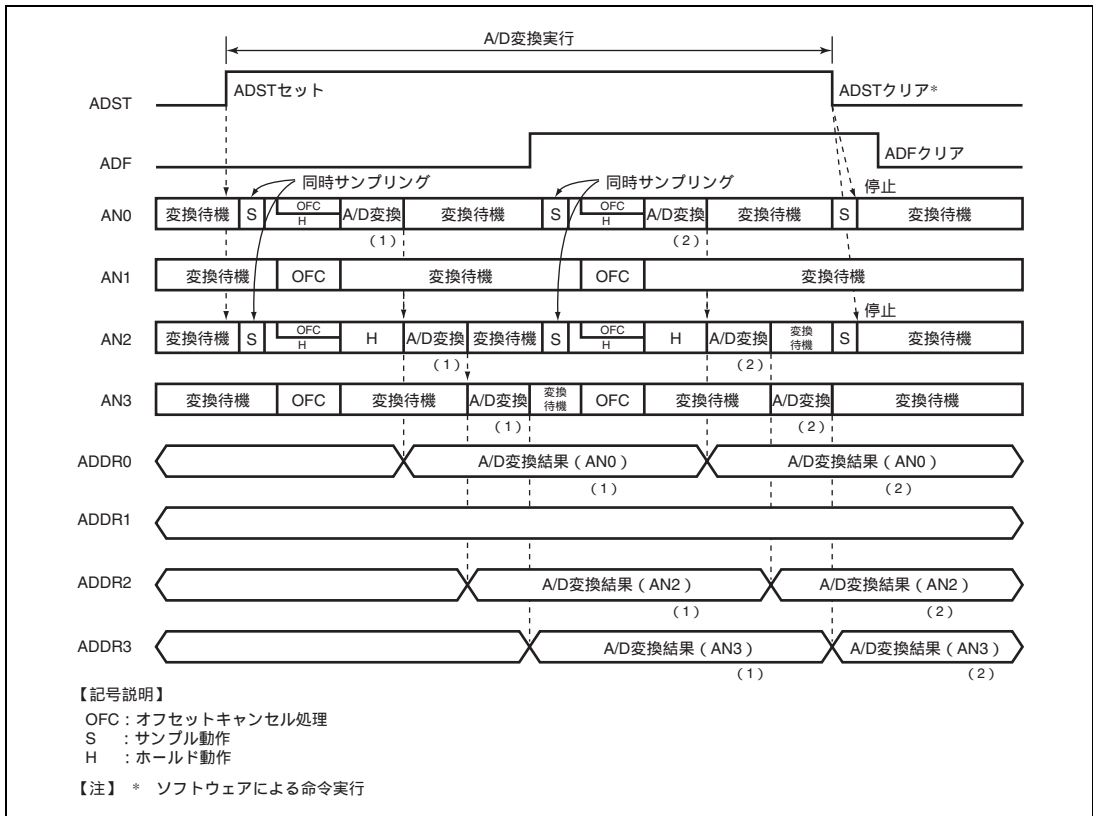 A/D変換実行
ADST ADSTセット ADSTクリア*
ADF ADFクリア
同時サンプリング 同時サンプリング 停止
AN0 変換待機 S OFC H A/D変換 変換待機 S OFC H A/D変換 変換待機 S 変換待機
(1) (2)
AN1 変換待機 OFC 変換待機 OFC 変換待機
停止
AN2 変換待機 S OFC H H A/D変換 変換待機 S OFC H H A/D変換 変換待機 S 変換待機
(1) (2)
AN3 変換待機 OFC 変換待機 A/D変換 変換待機 OFC 変換待機 A/D変換 変換待機
(1) (2)
ADDR0 A/D変換結果(AN0) A/D変換結果(AN0)
(1) (2)
ADDR1
ADDR2 A/D変換結果(AN2) A/D変換結果(AN2)
(1) (2)
ADDR3 A/D変換結果(AN3) A/D変換結果(AN3)
(1) (2)
【記号説明】
OFC:オフセットキャンセル処理
S :サンプル動作
H :ホールド動作
【注】 * ソフトウェアによる命令実行